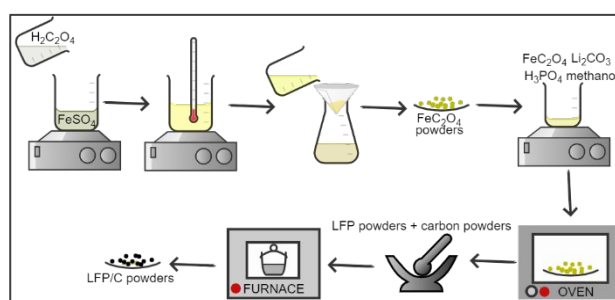 H2C2O4
FeSO4
FeC2O4
powders
FeC2O4 Li2CO3
H3PO4 methano
OVEN
LFP powders + carbon powders
FURNACE
LFP/C powders